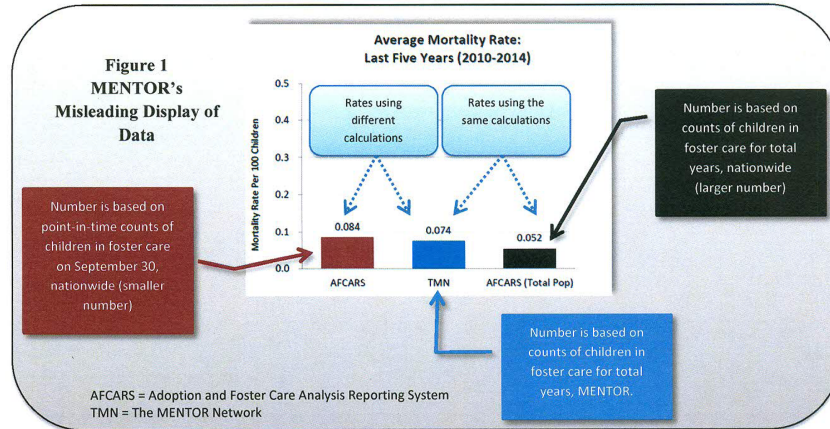 Figure 1
MENTOR's
Misleading Display of
Data
Average Mortality Rate:
Last Five Years (2010-2014)
Mortality Rate Per 100 Children
0.5
0.4
0.3
0.2
0.1
0.0
Rates using
different
calculations
Rates using the
same calculations
0.084
0.074
0.052
AFCARS
TMN
AFCARS (Total Pop)
Number is based on
counts of children in
foster care for total
years, nationwide
(larger number)
Number is based on
point-in-time counts of
children in foster care
on September 30,
nationwide (smaller
number)
Number is based on
counts of children in
foster care for total
years, MENTOR.
AFCARS = Adoption and Foster Care Analysis Reporting System
TMN = The MENTOR Network